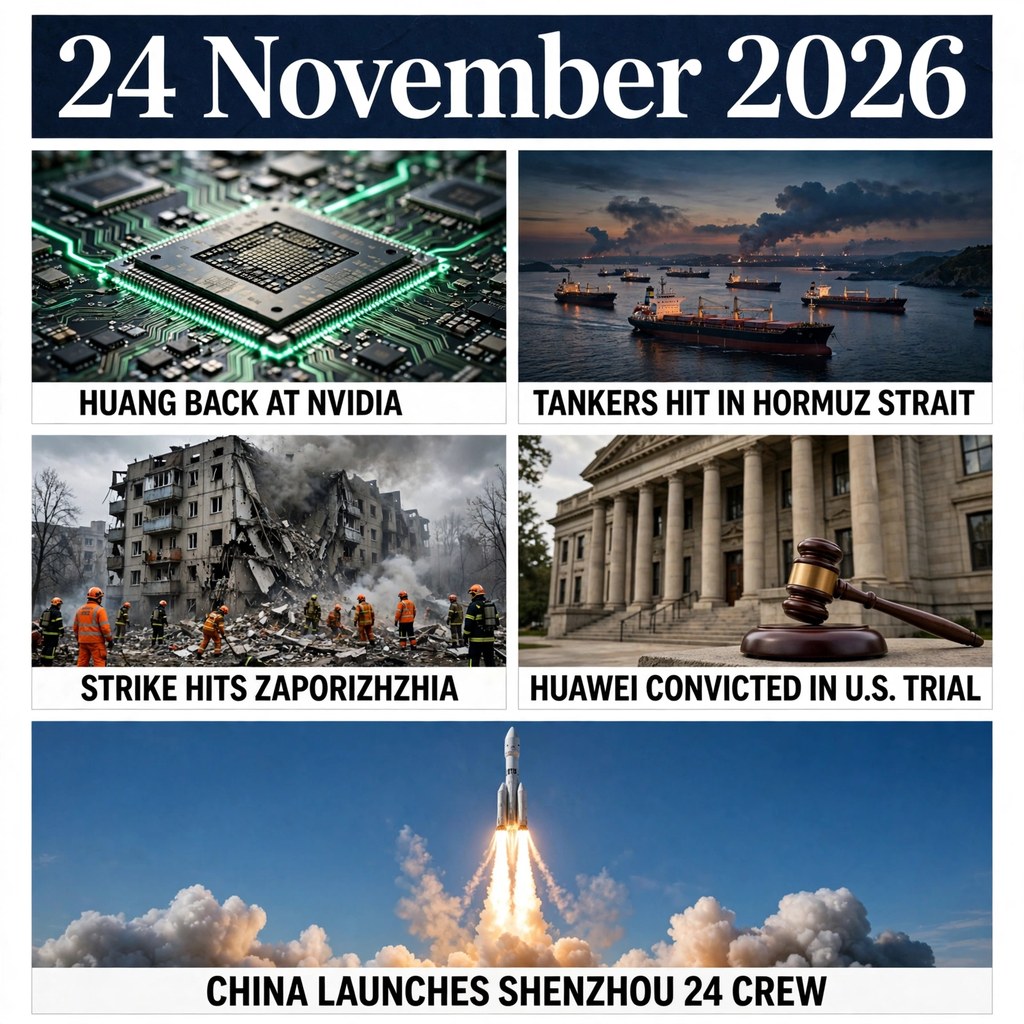 24 November 2026
HUANG BACK AT NVIDIA
TANKERS HIT IN HORMUZ STRAIT
STRIKE HITS ZAPORIZHZHIA
HUAWEI CONVICTED IN U.S. TRIAL
CHINA LAUNCHES SHENZHOU 24 CREW